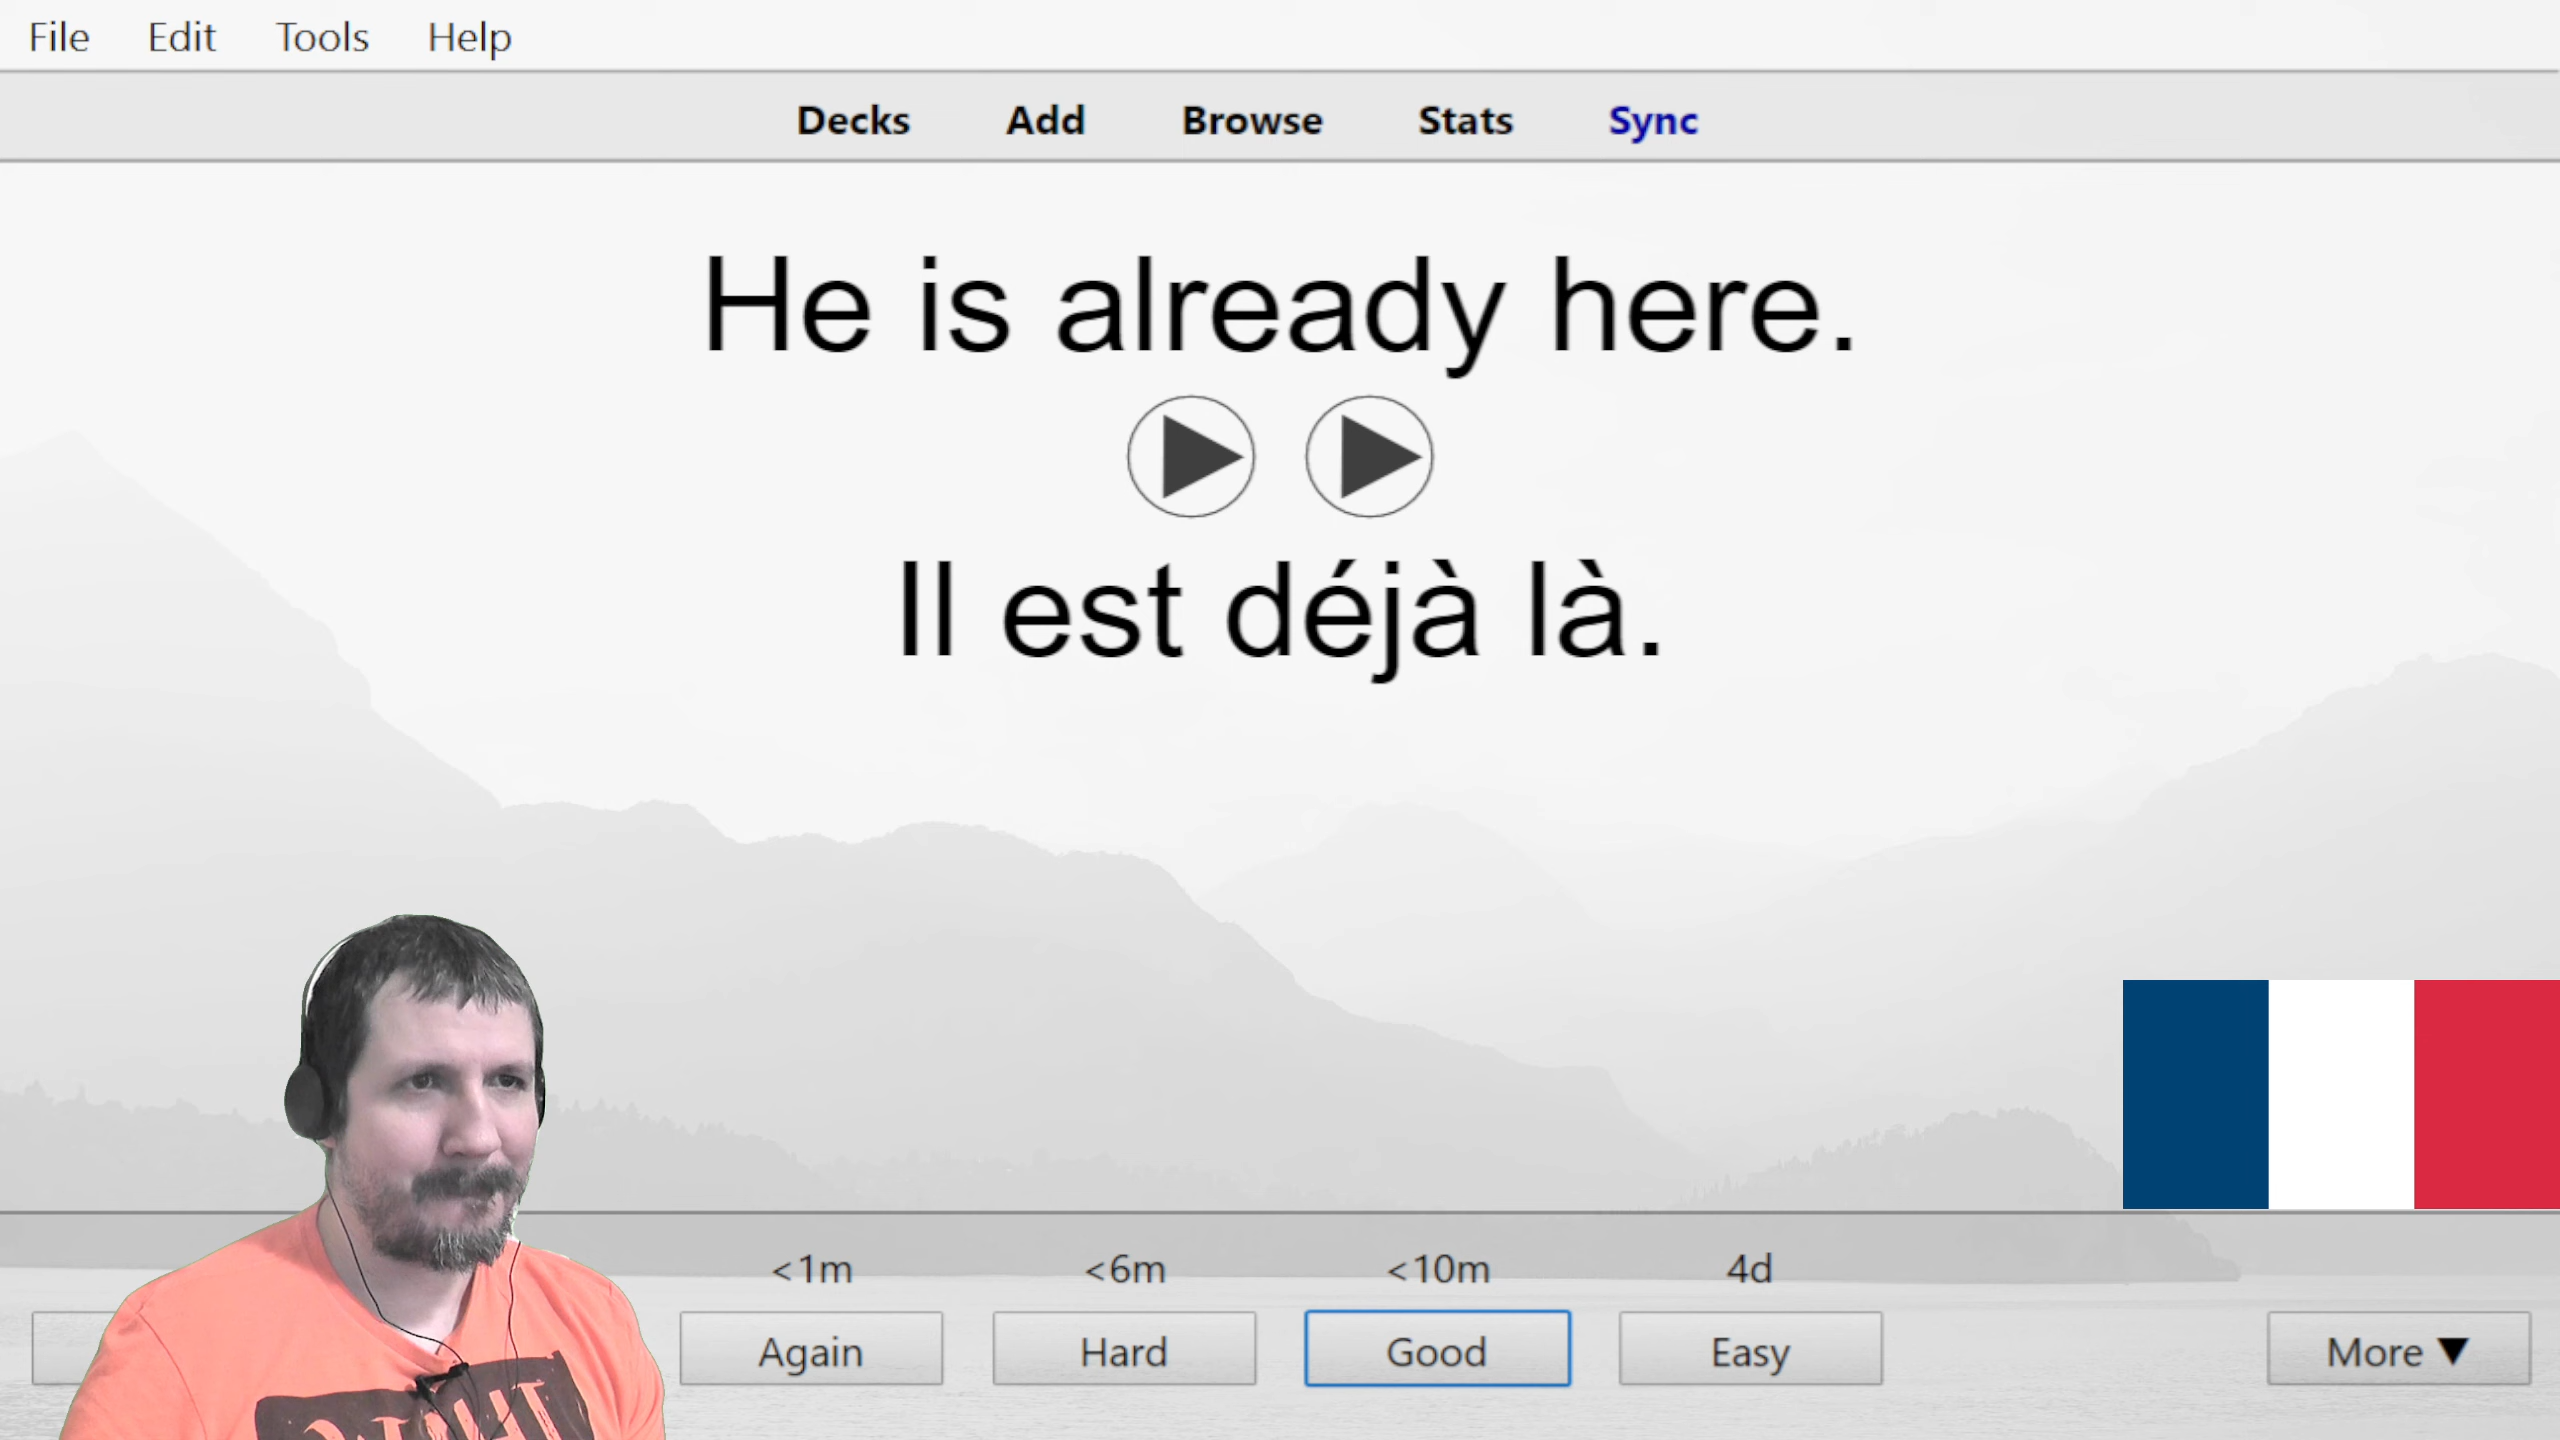 File Edit Tools Help
Decks Add Browse Stats Sync
He is already here.
Il est déjà là.
<1m <6m <10m 4d
Again Hard Good Easy More ▼